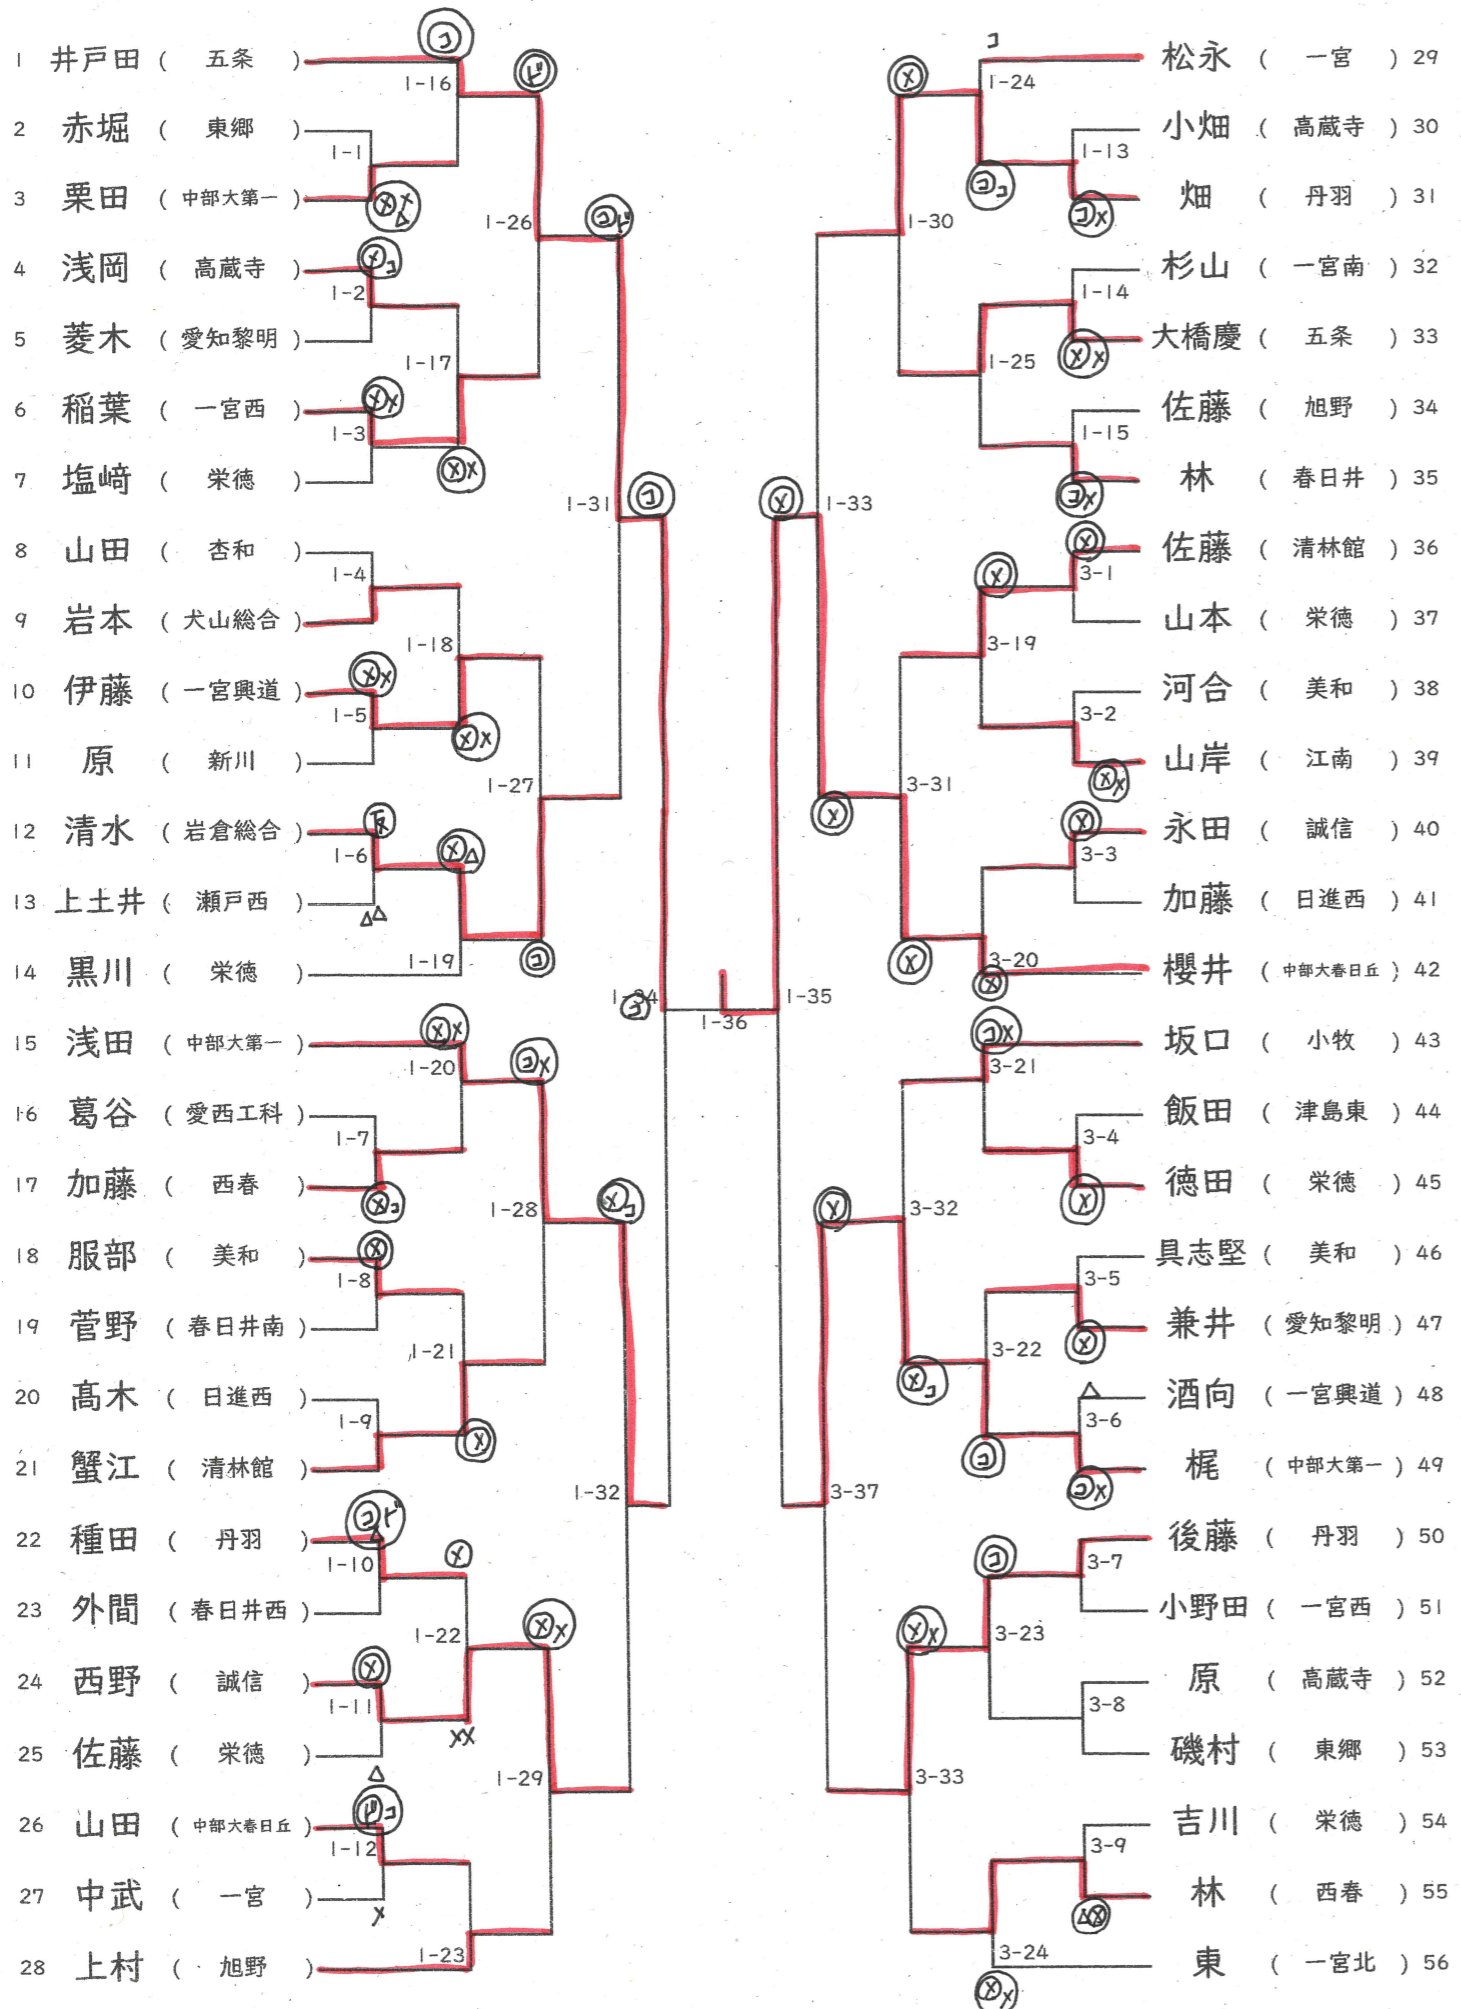 1 井戸田 ( 五条 )
2 赤堀 ( 東郷 )
3 栗田 ( 中部大第一 )
4 浅岡 ( 高蔵寺 )
5 菱木 ( 愛知黎明 )
6 稲葉 ( 一宮西 )
7 塩﨑 ( 栄徳 )
8 山田 ( 杏和 )
9 岩本 ( 犬山総合 )
10 伊藤 ( 一宮興道 )
11 原 ( 新川 )
12 清水 ( 岩倉総合 )
13 上土井 ( 瀬戸西 )
14 黒川 ( 栄徳 )
15 浅田 ( 中部大第一 )
16 葛谷 ( 愛西工科 )
17 加藤 ( 西春 )
18 服部 ( 美和 )
19 菅野 ( 春日井南 )
20 髙木 ( 日進西 )
21 蟹江 ( 清林館 )
22 種田 ( 丹羽 )
23 外間 ( 春日井西 )
24 西野 ( 誠信 )
25 佐藤 ( 栄徳 )
26 山田 ( 中部大春日丘 )
27 中武 ( 一宮 )
28 上村 ( 旭野 )
1-1
1-2
1-3
1-4
1-5
1-6
1-7
1-8
1-9
1-10
1-11
1-12
1-16
1-17
1-18
1-19
1-20
1-21
1-22
1-23
1-26
1-27
1-28
1-29
1-31
1-32
1-34
1-36
1-35
1-33
3-37
1-30
3-31
3-32
3-33
1-24
1-25
3-19
3-20
3-21
3-22
3-23
3-24
1-13
1-14
1-15
3-1
3-2
3-3
3-4
3-5
3-6
3-7
3-8
3-9
松永 ( 一宮 ) 29
小畑 ( 高蔵寺 ) 30
畑 ( 丹羽 ) 31
杉山 ( 一宮南 ) 32
大橋慶 ( 五条 ) 33
佐藤 ( 旭野 ) 34
林 ( 春日井 ) 35
佐藤 ( 清林館 ) 36
山本 ( 栄徳 ) 37
河合 ( 美和 ) 38
山岸 ( 江南 ) 39
永田 ( 誠信 ) 40
加藤 ( 日進西 ) 41
櫻井 ( 中部大春日丘 ) 42
坂口 ( 小牧 ) 43
飯田 ( 津島東 ) 44
徳田 ( 栄徳 ) 45
具志堅 ( 美和 ) 46
兼井 ( 愛知黎明 ) 47
酒向 ( 一宮興道 ) 48
梶 ( 中部大第一 ) 49
後藤 ( 丹羽 ) 50
小野田 ( 一宮西 ) 51
原 ( 高蔵寺 ) 52
磯村 ( 東郷 ) 53
吉川 ( 栄徳 ) 54
林 ( 西春 ) 55
東 ( 一宮北 ) 56